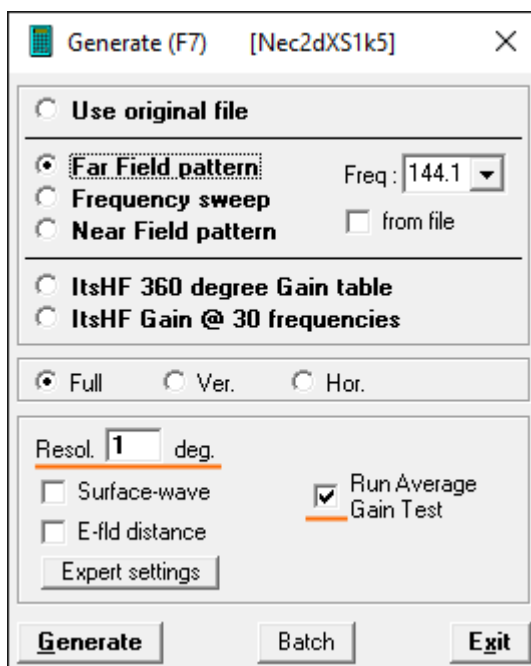 Generate (F7) [Nec2dXS1k5]
Use original file
Far Field pattern
Freq : 144.1
Frequency sweep
from file
Near Field pattern
ItsHF 360 degree Gain table
ItsHF Gain @ 30 frequencies
Full Ver. Hor.
Resol. 1 deg.
Surface-wave
Run Average
Gain Test
E-fld distance
Expert settings
Generate Batch Exit